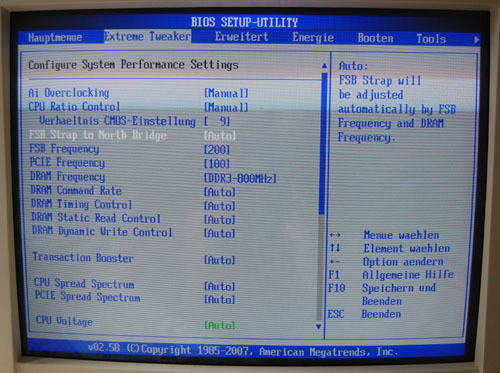 BIOS SETUP-UTILITY
Hauptmenue Extreme Tweaker Erweitert Energie Booten Tools
Configure System Performance Settings
Ai Overclocking [Manual]
CPU Ratio Control [Manual]
Verhaeltnis CMOS-Einstellung [ 9]
FSB Strap to North Bridge [Auto]
FSB Frequency [200]
PCIE Frequency [100]
DRAM Frequency [DDR3-800MHz]
DRAM Command Rate [Auto]
DRAM Timing Control [Auto]
DRAM Static Read Control [Auto]
DRAM Dynamic Write Control [Auto]
Transaction Booster [Auto]
CPU Spread Spectrum [Auto]
PCIE Spread Spectrum [Auto]
CPU Voltage [Auto]
Auto:
FSB Strap will
be adjusted
automatically by FSB
Frequency and DRAM
Frequency.
↔ Menue waehlen
↑↓ Element waehlen
+- Option aendern
F1 Allgemeine Hilfe
F10 Speichern und
Beenden
ESC Beenden
v02.58 (C)Copyright 1985-2007, American Megatrends, Inc.